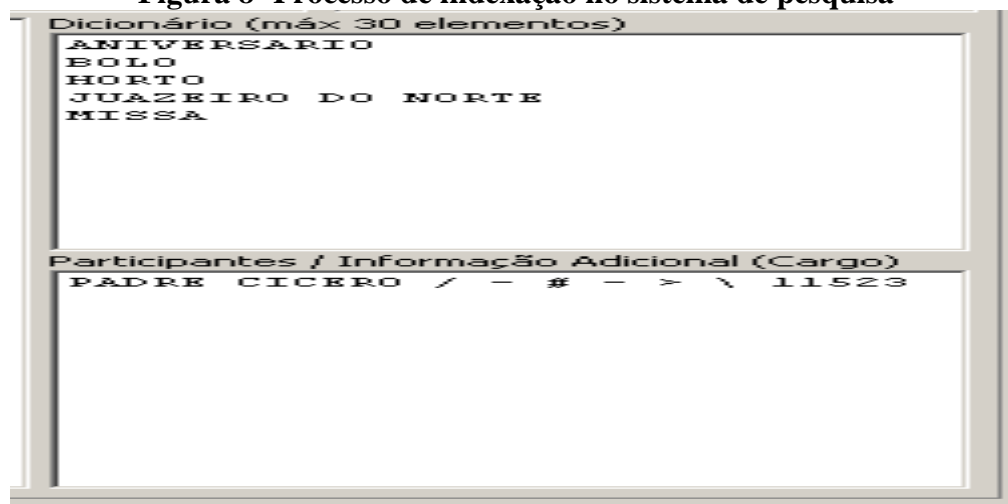 Figura 8- Processo de indexação no sistema de pesquisa
Dicionário (máx 30 elementos)
ANIVERSARIO
BOLO
HORTO
JUAZEIRO DO NORTE
MISSA
Participantes / Informação Adicional (Cargo)
PADRE CICERO / - # - > \ 11523